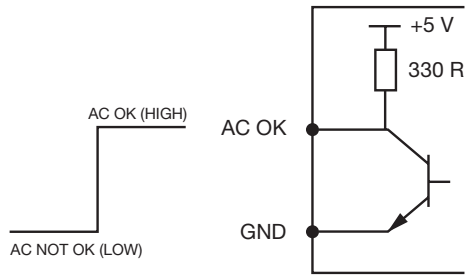 +5 V
330 R
AC OK (HIGH)
AC OK
GND
AC NOT OK (LOW)